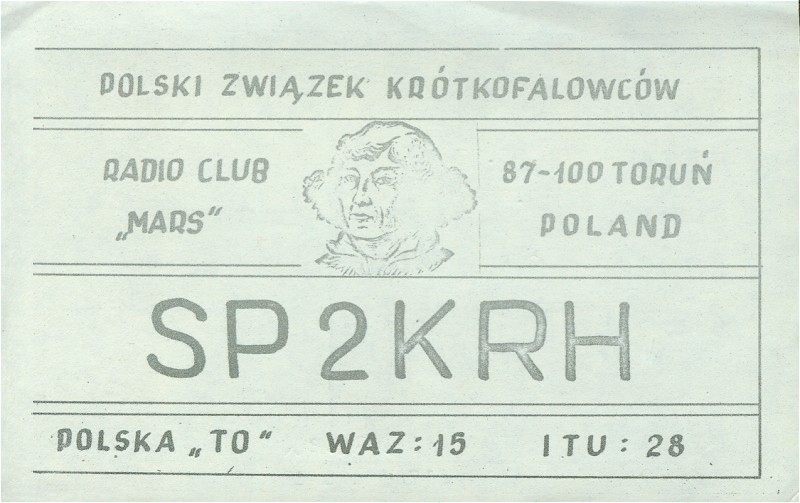 POLSKI ZWIĄZEK KRÓTKOFALOWCÓW
RADIO CLUB
„MARS”
87-100 TORUŃ
POLAND
SP2KRH
POLSKA „TO” WAZ: 15 ITU: 28